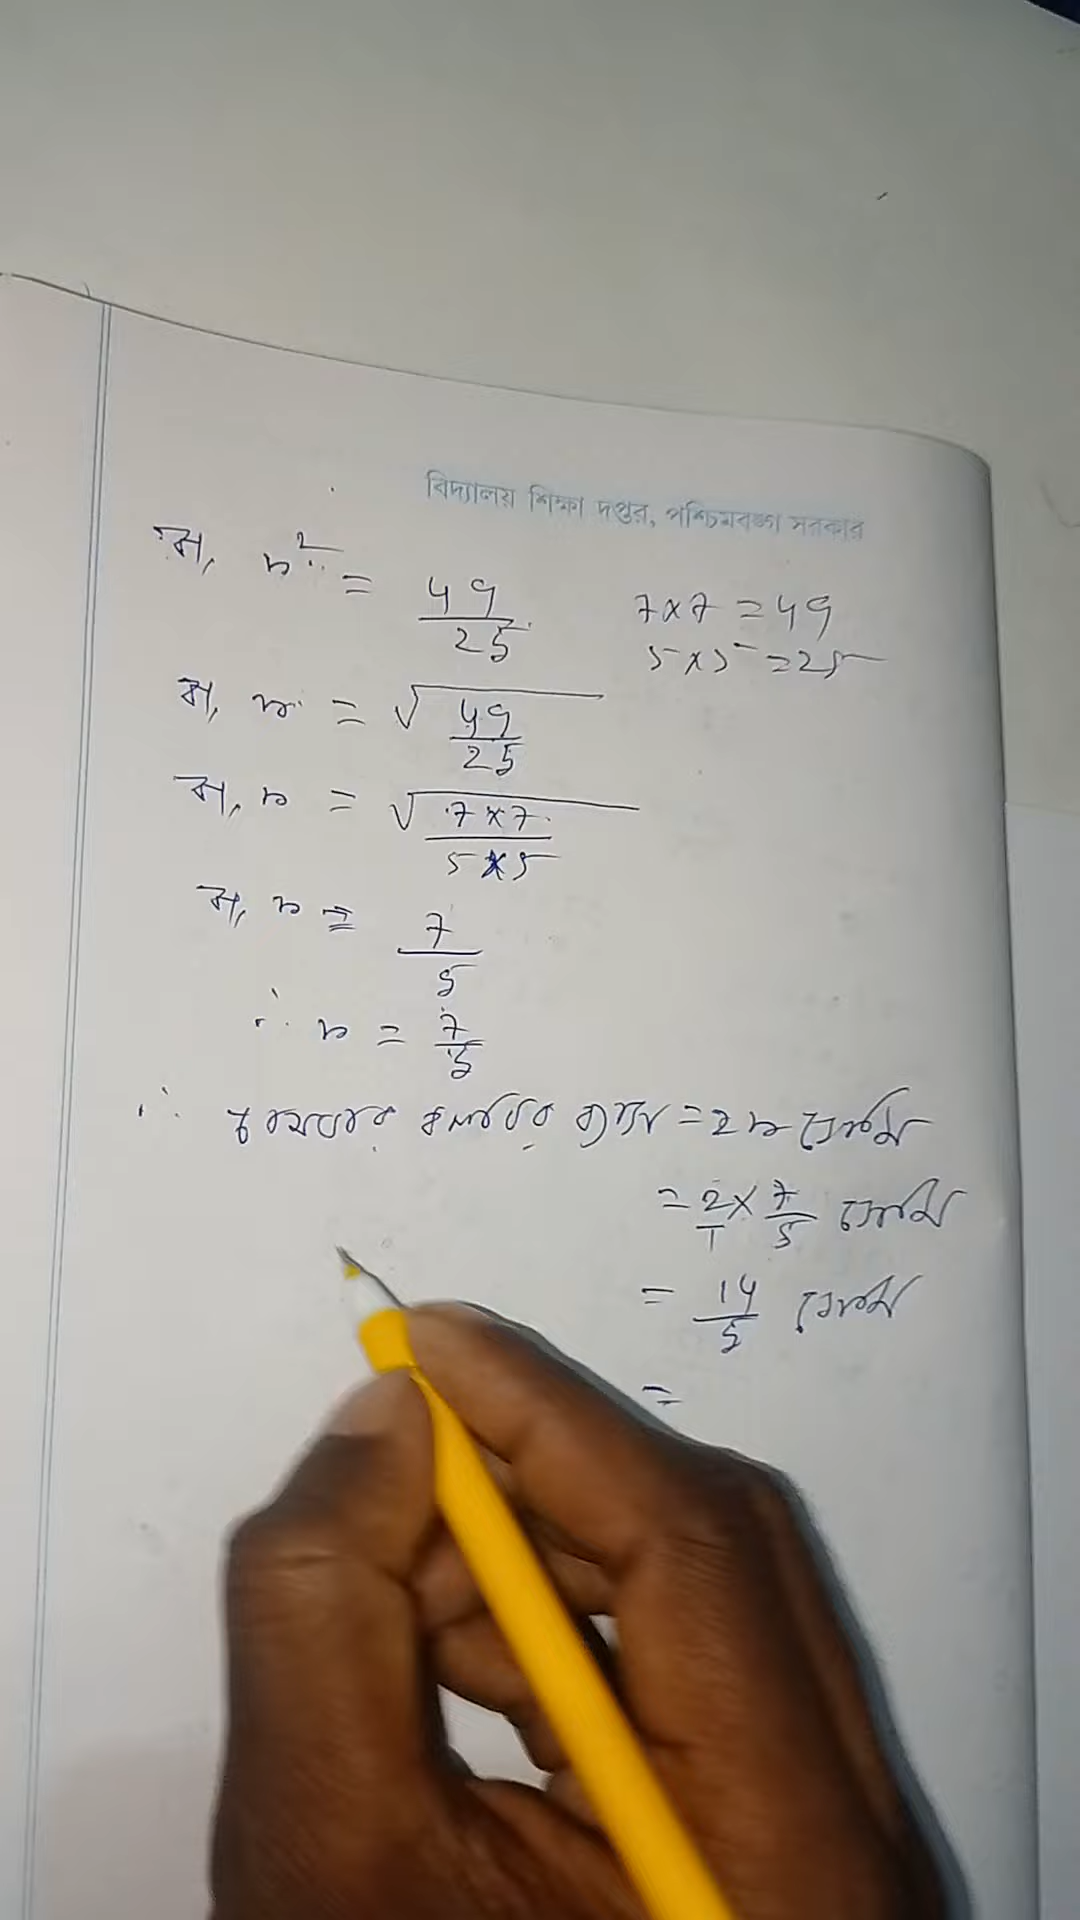 বিদ্যালয় শিক্ষা দপ্তর, পশ্চিমবঙ্গ সরকার
বা, r² = 49/25
7×7 = 49
5×5 = 25
বা, r = √(49/25)
বা, r = √((7×7)/(5×5))
বা, r = 7/5
∴ r = 7/5
∴ ব্যাস = 2r সেমি
= 2/1 × 7/5 সেমি
= 14/5 সেমি
=